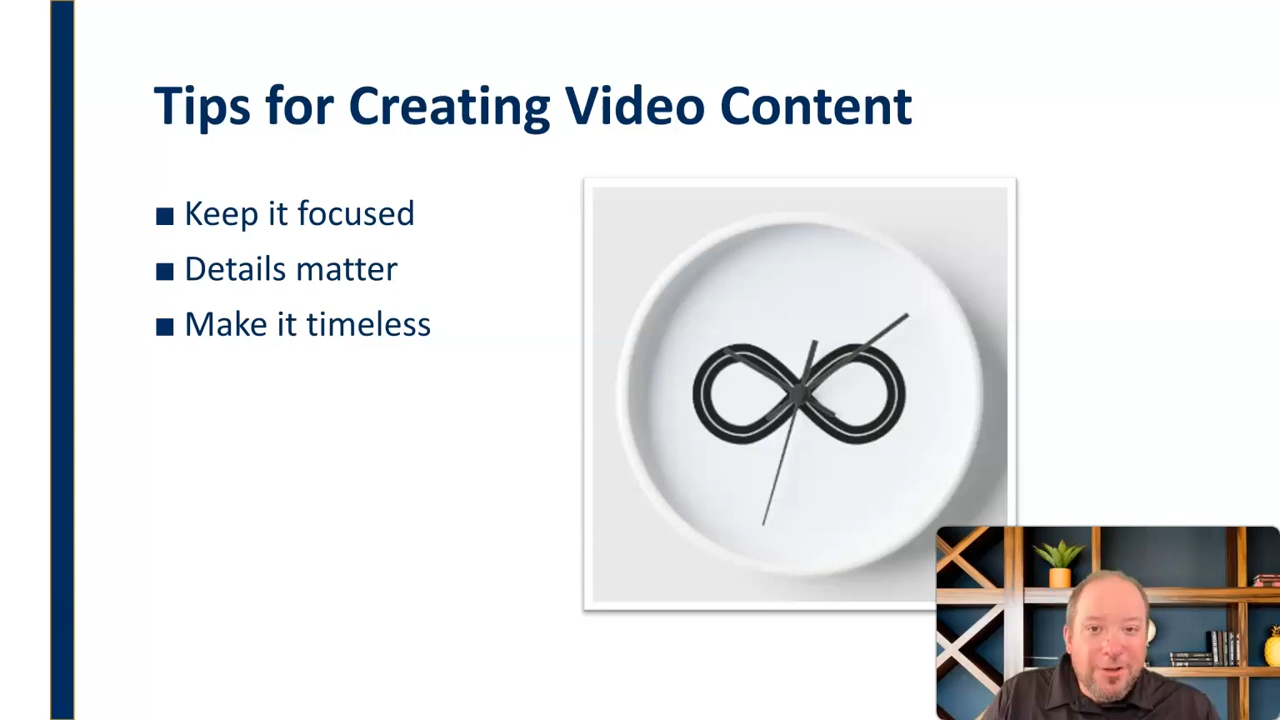 Tips for Creating Video Content
■ Keep it focused
■ Details matter
■ Make it timeless